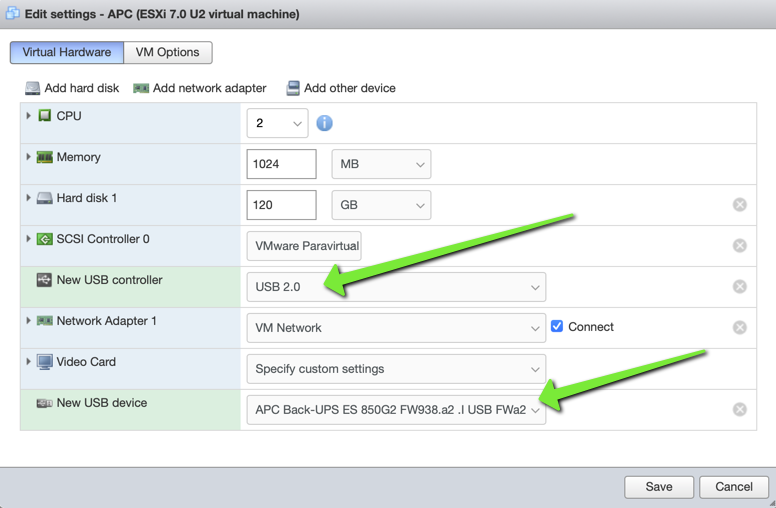 Edit settings - APC (ESXi 7.0 U2 virtual machine)
Virtual Hardware VM Options
Add hard disk Add network adapter Add other device
CPU 2
Memory 1024 MB
Hard disk 1 120 GB
SCSI Controller 0 VMware Paravirtual
New USB controller USB 2.0
Network Adapter 1 VM Network Connect
Video Card Specify custom settings
New USB device APC Back-UPS ES 850G2 FW938.a2 .I USB FWa2
Save Cancel